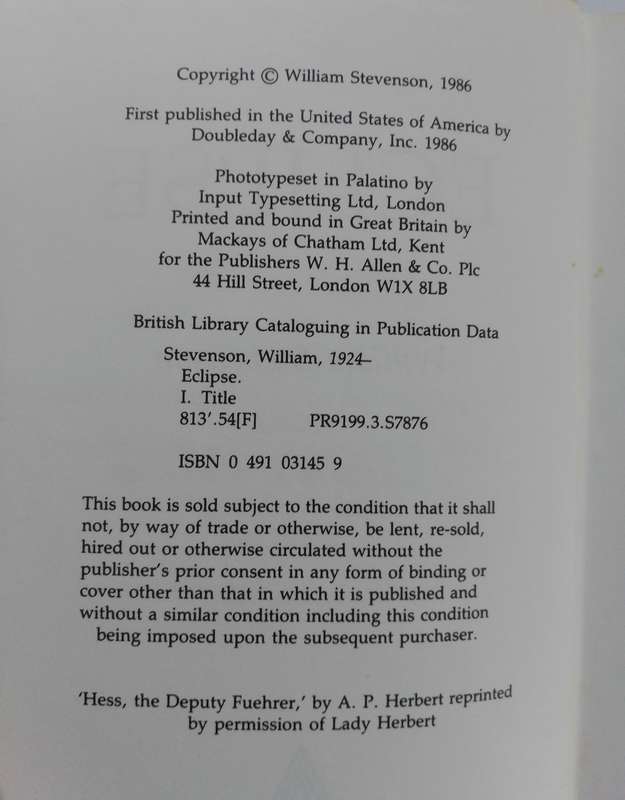 Copyright © William Stevenson, 1986
First published in the United States of America by
Doubleday & Company, Inc. 1986
Phototypeset in Palatino by
Input Typesetting Ltd, London
Printed and bound in Great Britain by
Mackays of Chatham Ltd, Kent
for the Publishers W. H. Allen & Co. Plc
44 Hill Street, London W1X 8LB
British Library Cataloguing in Publication Data
Stevenson, William, 1924–
Eclipse.
I. Title
813'.54[F] PR9199.3.S7876
ISBN 0 491 03145 9
This book is sold subject to the condition that it shall
not, by way of trade or otherwise, be lent, re-sold,
hired out or otherwise circulated without the
publisher's prior consent in any form of binding or
cover other than that in which it is published and
without a similar condition including this condition
being imposed upon the subsequent purchaser.
'Hess, the Deputy Fuehrer,' by A. P. Herbert reprinted
by permission of Lady Herbert